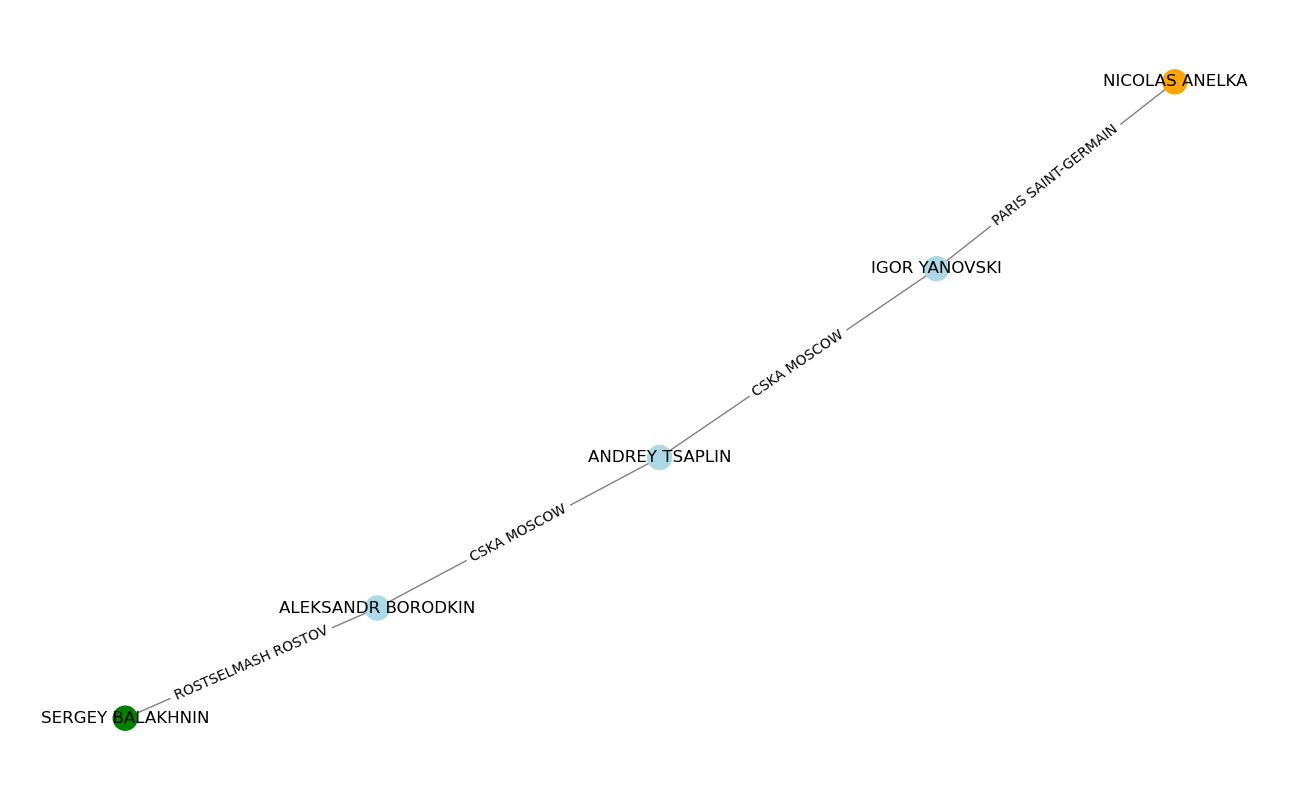 NICOLAS ANELKA
PARIS SAINT-GERMAIN
IGOR YANOVSKI
CSKA MOSCOW
ANDREY TSAPLIN
CSKA MOSCOW
ALEKSANDR BORODKIN
ROSTSELMASH ROSTOV
SERGEY BALAKHNIN